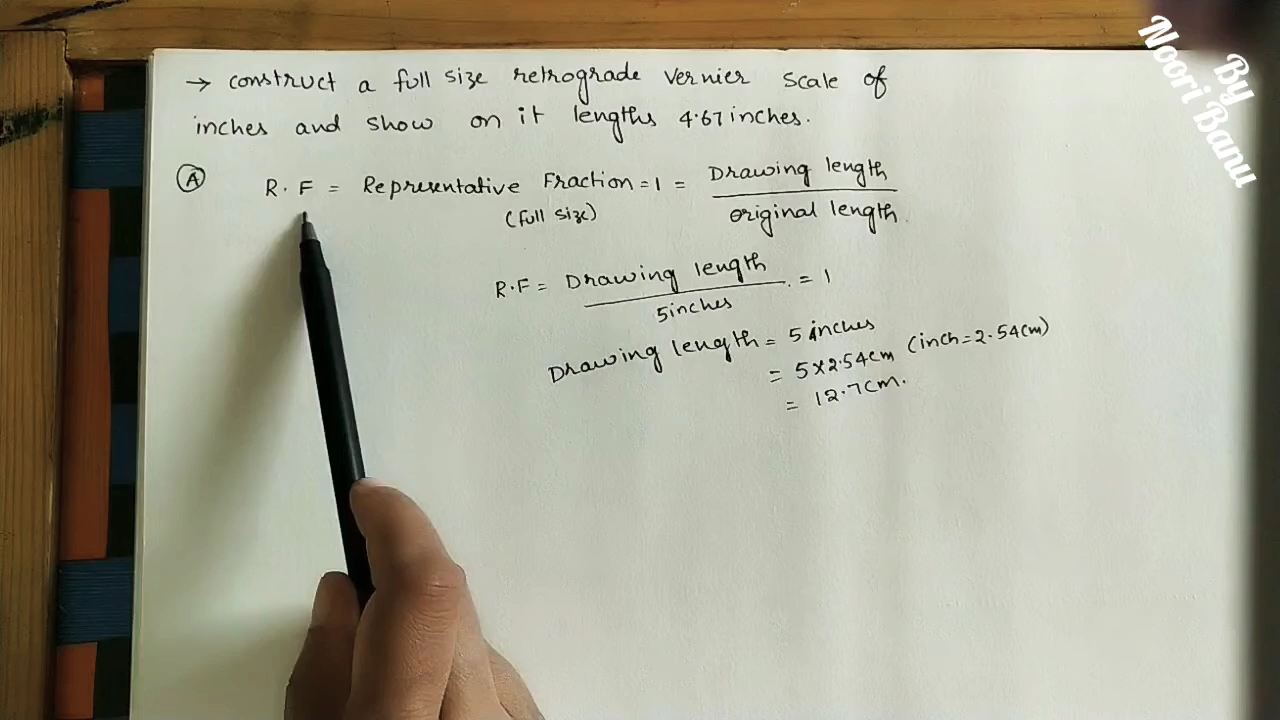 → construct a full size retrograde vernier scale of
inches and show on it lengths 4.67 inches.
Ⓐ R.F = Representative Fraction = 1 = Drawing length / original length.
(full size)
R.F = Drawing length / 5 inches = 1
Drawing length = 5 inches
= 5×2.54cm (inch=2.54cm)
= 12.7cm.
By
Noori Banu